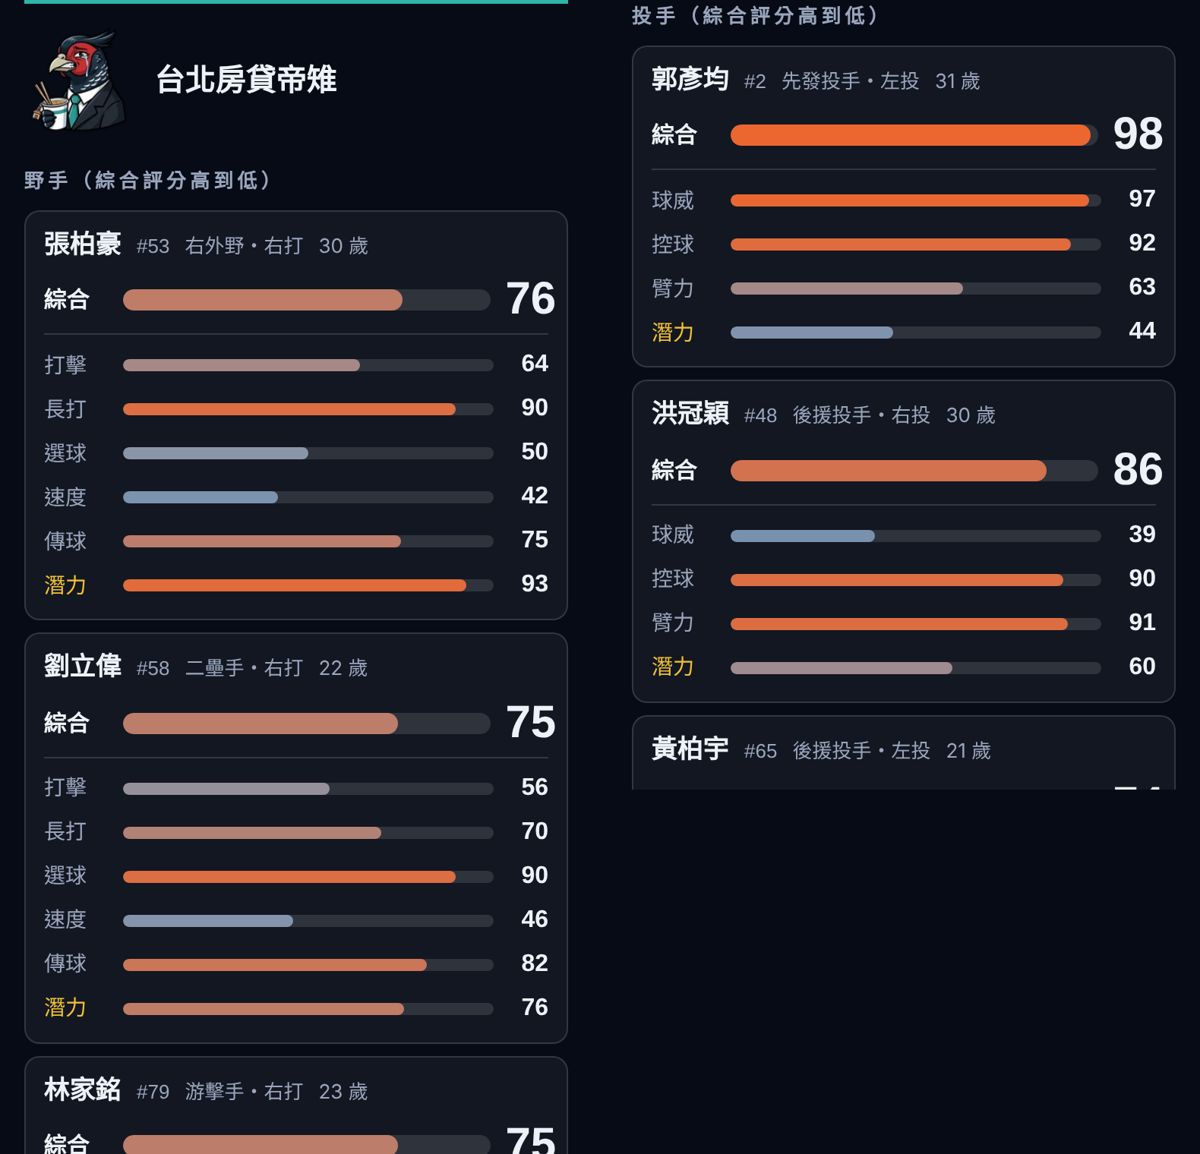 台北房貸帝雉
野手（綜合評分高到低）
張柏豪 #53 右外野・右打 30 歲
綜合 76
打擊 64
長打 90
選球 50
速度 42
傳球 75
潛力 93
劉立偉 #58 二壘手・右打 22 歲
綜合 75
打擊 56
長打 70
選球 90
速度 46
傳球 82
潛力 76
林家銘 #79 游擊手・右打 23 歲
綜合 75
投手（綜合評分高到低）
郭彥均 #2 先發投手・左投 31 歲
綜合 98
球威 97
控球 92
臂力 63
潛力 44
洪冠穎 #48 後援投手・右投 30 歲
綜合 86
球威 39
控球 90
臂力 91
潛力 60
黃柏宇 #65 後援投手・左投 21 歲